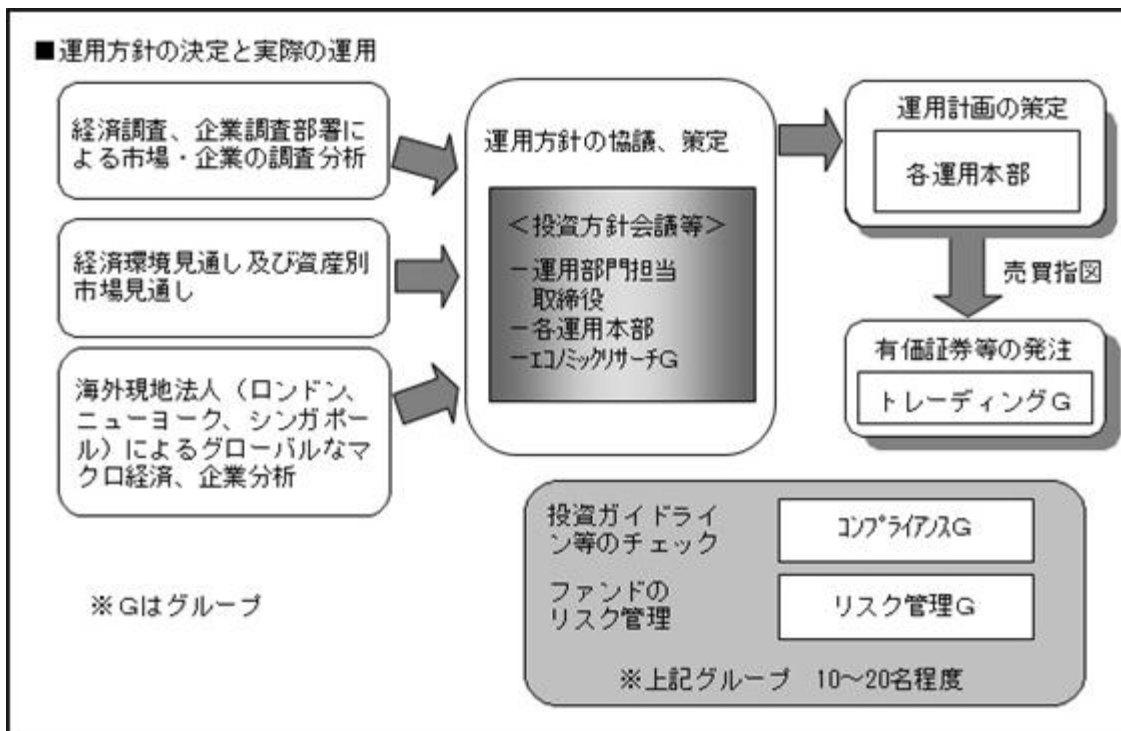 ■運用方針の決定と実際の運用
経済調査、企業調査部署に
よる市場・企業の調査分析
経済環境見通し及び資産別
市場見通し
海外現地法人(ロンドン、
ニューヨーク、シンガポー
ル)によるグローバルなマ
クロ経済、企業分析
運用方針の協議、策定
<投資方針会議等>
－運用部門担当
取締役
－各運用本部
－エコノミックリサーチG
運用計画の策定
各運用本部
売買指図
有価証券等の発注
トレーディングG
投資ガイドライ
ン等のチェック
コンプライアンスG
ファンドの
リスク管理
リスク管理G
※上記グループ 10～20名程度
※Gはグループ